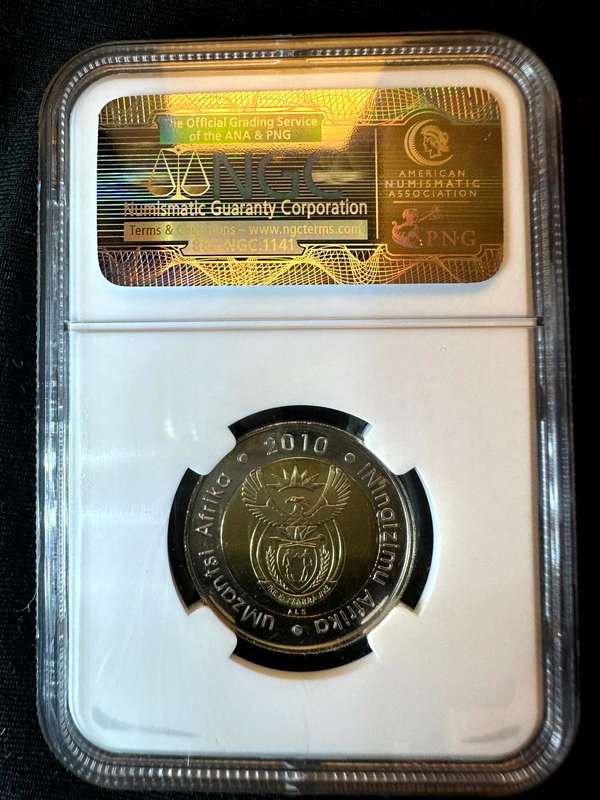 The Official Grading Service
of the ANA & PNG
NGC
Numismatic Guaranty Corporation
Terms & Conditions – www.ngcterms.com
AMERICAN
NUMISMATIC
ASSOCIATION
PNG
uMzantsi Afrika • 2010 • iNingizimu Afrika •
ALS